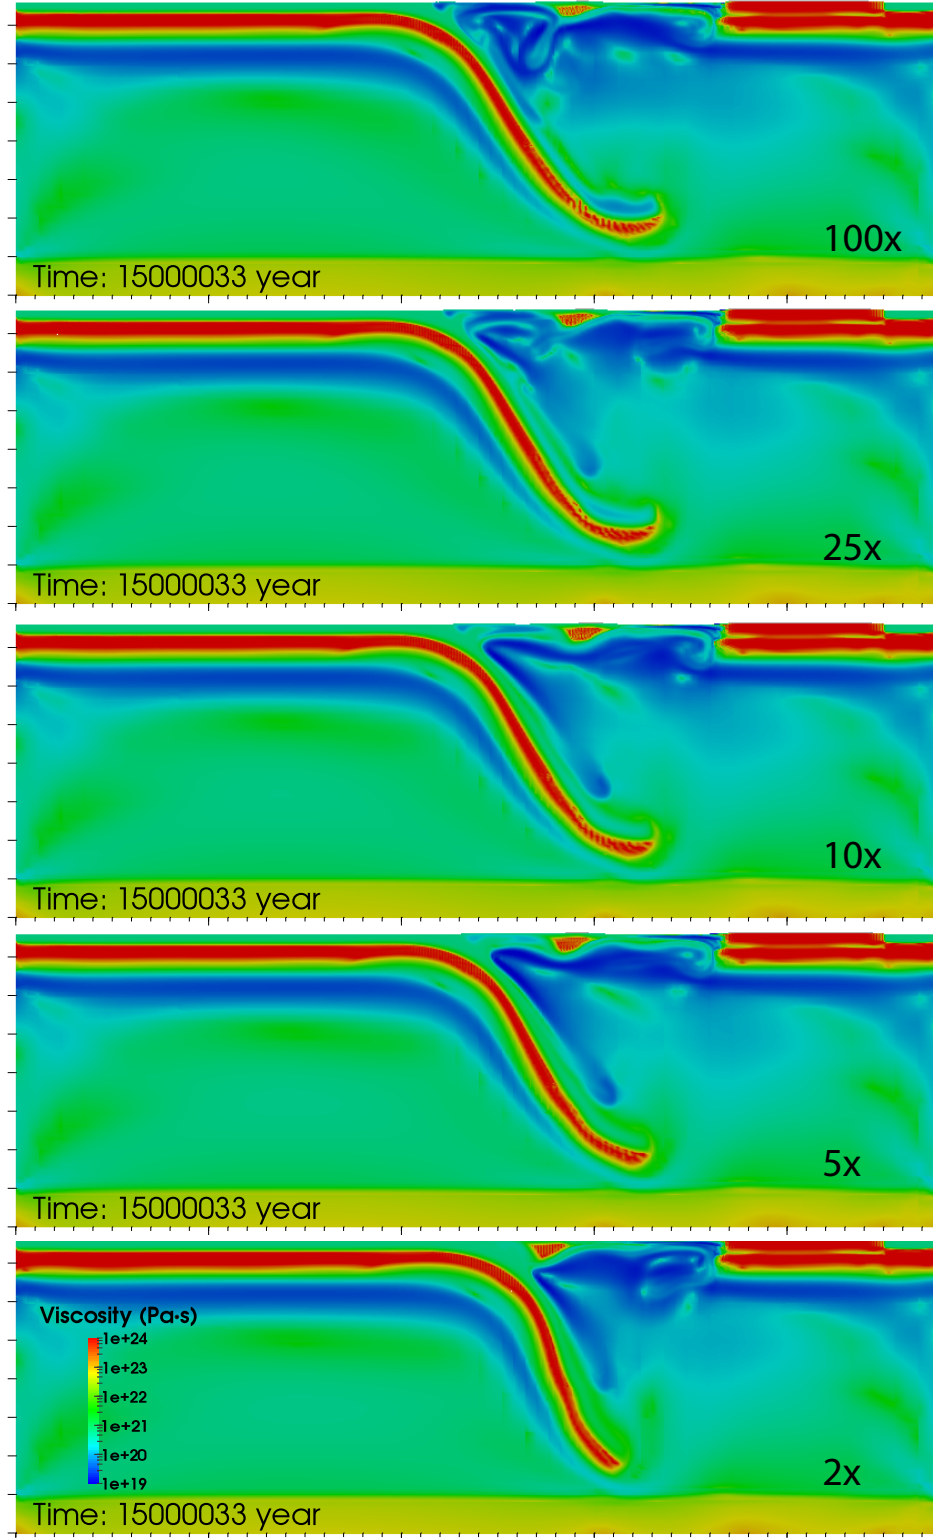 100x
Time: 15000033 year
25x
Time: 15000033 year
10x
Time: 15000033 year
5x
Time: 15000033 year
Viscosity (Pa·s)
1e+24
1e+23
1e+22
1e+21
1e+20
1e+19
2x
Time: 15000033 year